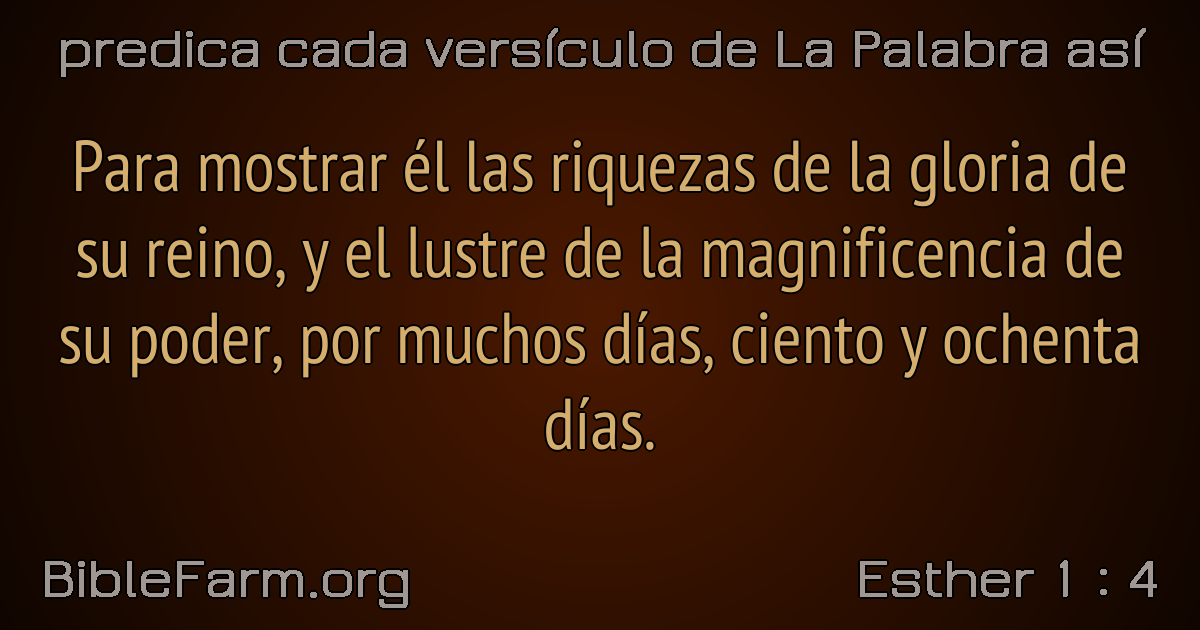 predica cada versículo de La Palabra así
Para mostrar él las riquezas de la gloria de
su reino, y el lustre de la magnificencia de
su poder, por muchos días, ciento y ochenta
días.
BibleFarm.org
Esther 1 : 4